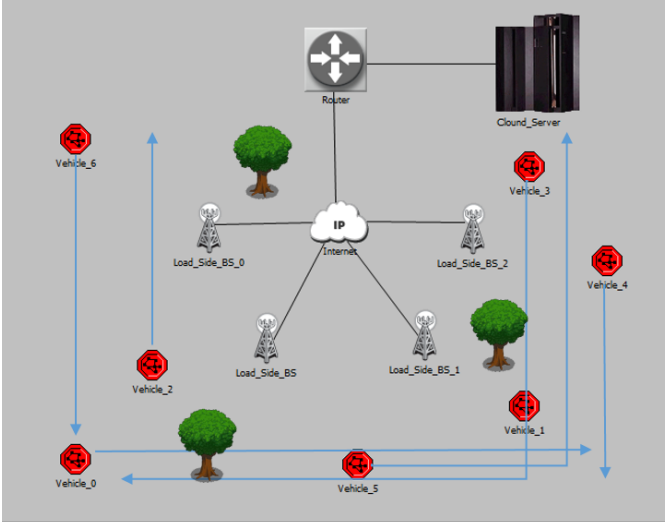 Router
Clound_Server
Vehicle_6
Vehicle_3
IP
Internet
Load_Side_BS_0
Load_Side_BS_2
Vehicle_4
Load_Side_BS
Load_Side_BS_1
Vehicle_2
Vehicle_1
Vehicle_0
Vehicle_5